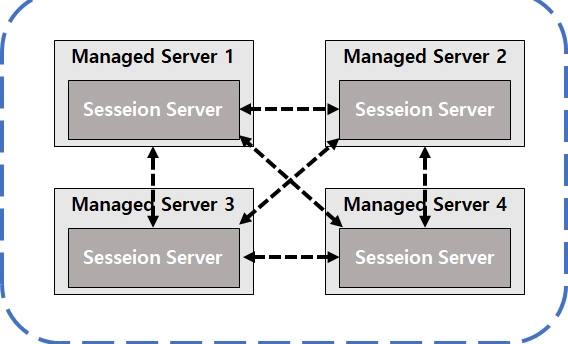 Managed Server 1
Managed Server 2
Sesseion Server
Sesseion Server
Managed Server 3
Managed Server 4
Sesseion Server
Sesseion Server